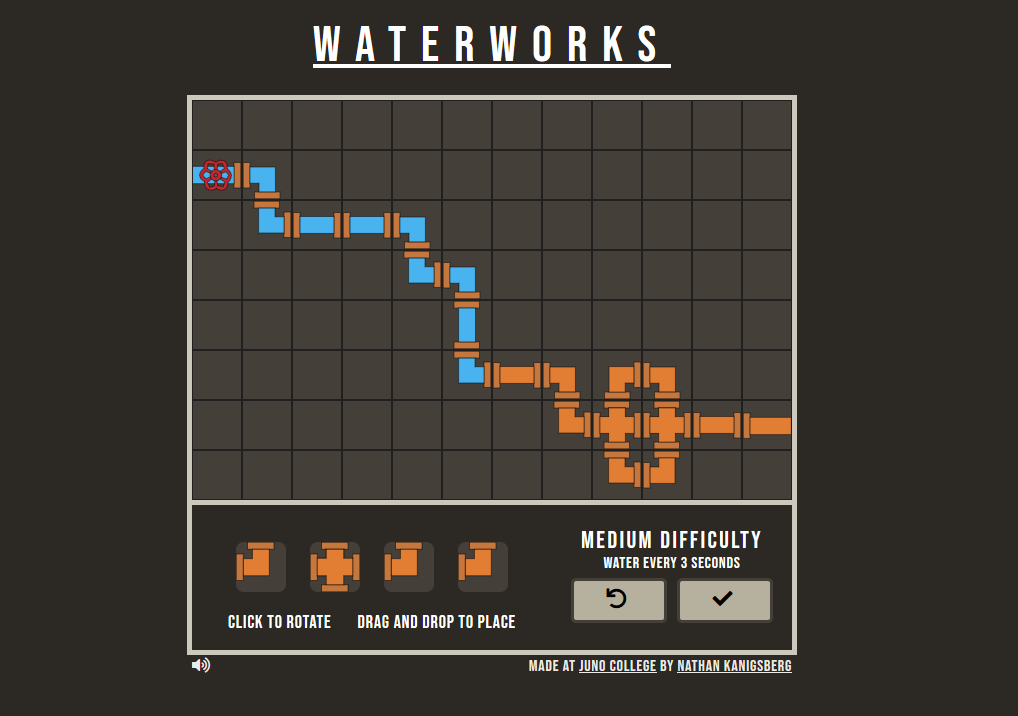 WATERWORKS
MEDIUM DIFFICULTY
WATER EVERY 3 SECONDS
CLICK TO ROTATE DRAG AND DROP TO PLACE
MADE AT JUNO COLLEGE BY NATHAN KANIGSBERG